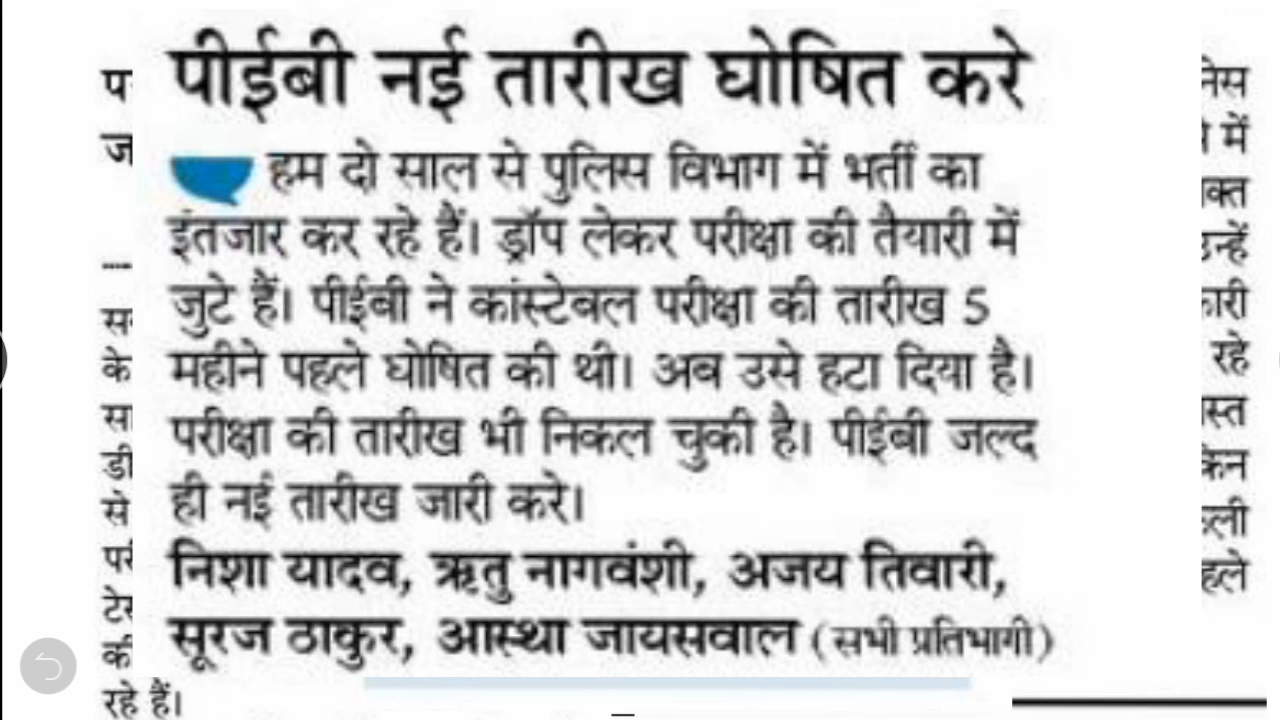 पीईबी नई तारीख घोषित करे
हम दो साल से पुलिस विभाग में भर्ती का
इंतजार कर रहे हैं। ड्रॉप लेकर परीक्षा की तैयारी में
जुटे हैं। पीईबी ने कांस्टेबल परीक्षा की तारीख 5
महीने पहले घोषित की थी। अब उसे हटा दिया है।
परीक्षा की तारीख भी निकल चुकी है। पीईबी जल्द
ही नई तारीख जारी करे।
निशा यादव, ऋतु नागवंशी, अजय तिवारी,
सूरज ठाकुर, आस्था जायसवाल (सभी प्रतिभागी)
रहे हैं।
में
रहे